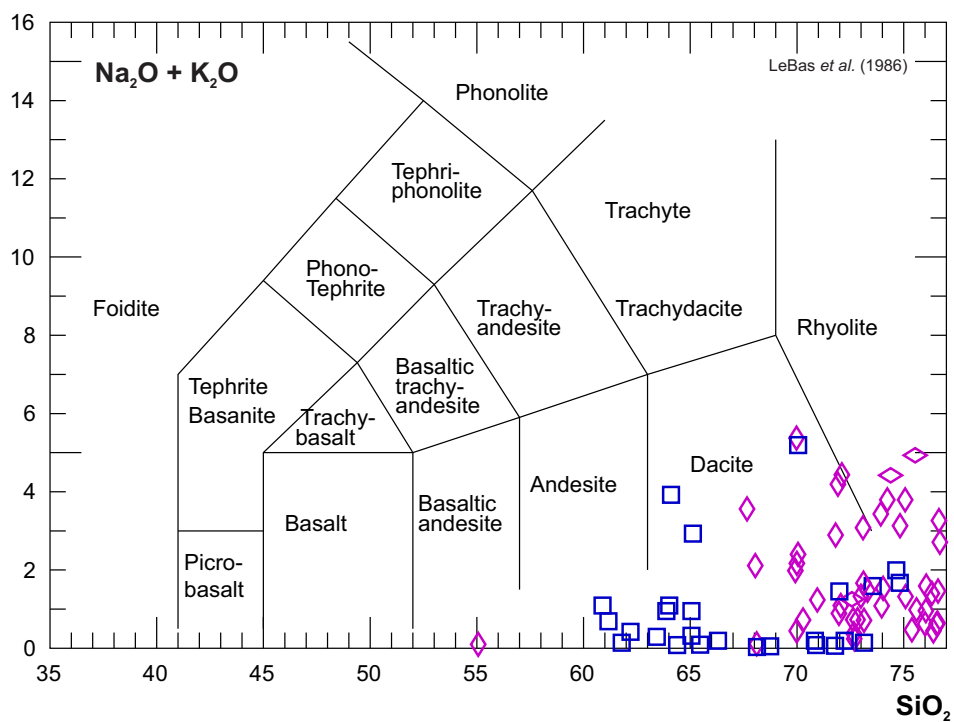 16
14
12
10
8
6
4
2
0
Na₂O + K₂O
LeBas et al. (1986)
Phonolite
Tephri-
phonolite
Trachyte
Phono-
Tephrite
Foidite
Trachy-
andesite
Trachydacite
Rhyolite
Tephrite
Basanite
Basaltic
trachy-
andesite
Trachy-
basalt
Dacite
Andesite
Basalt
Basaltic
andesite
Picro-
basalt
35 40 45 50 55 60 65 70 75
SiO₂